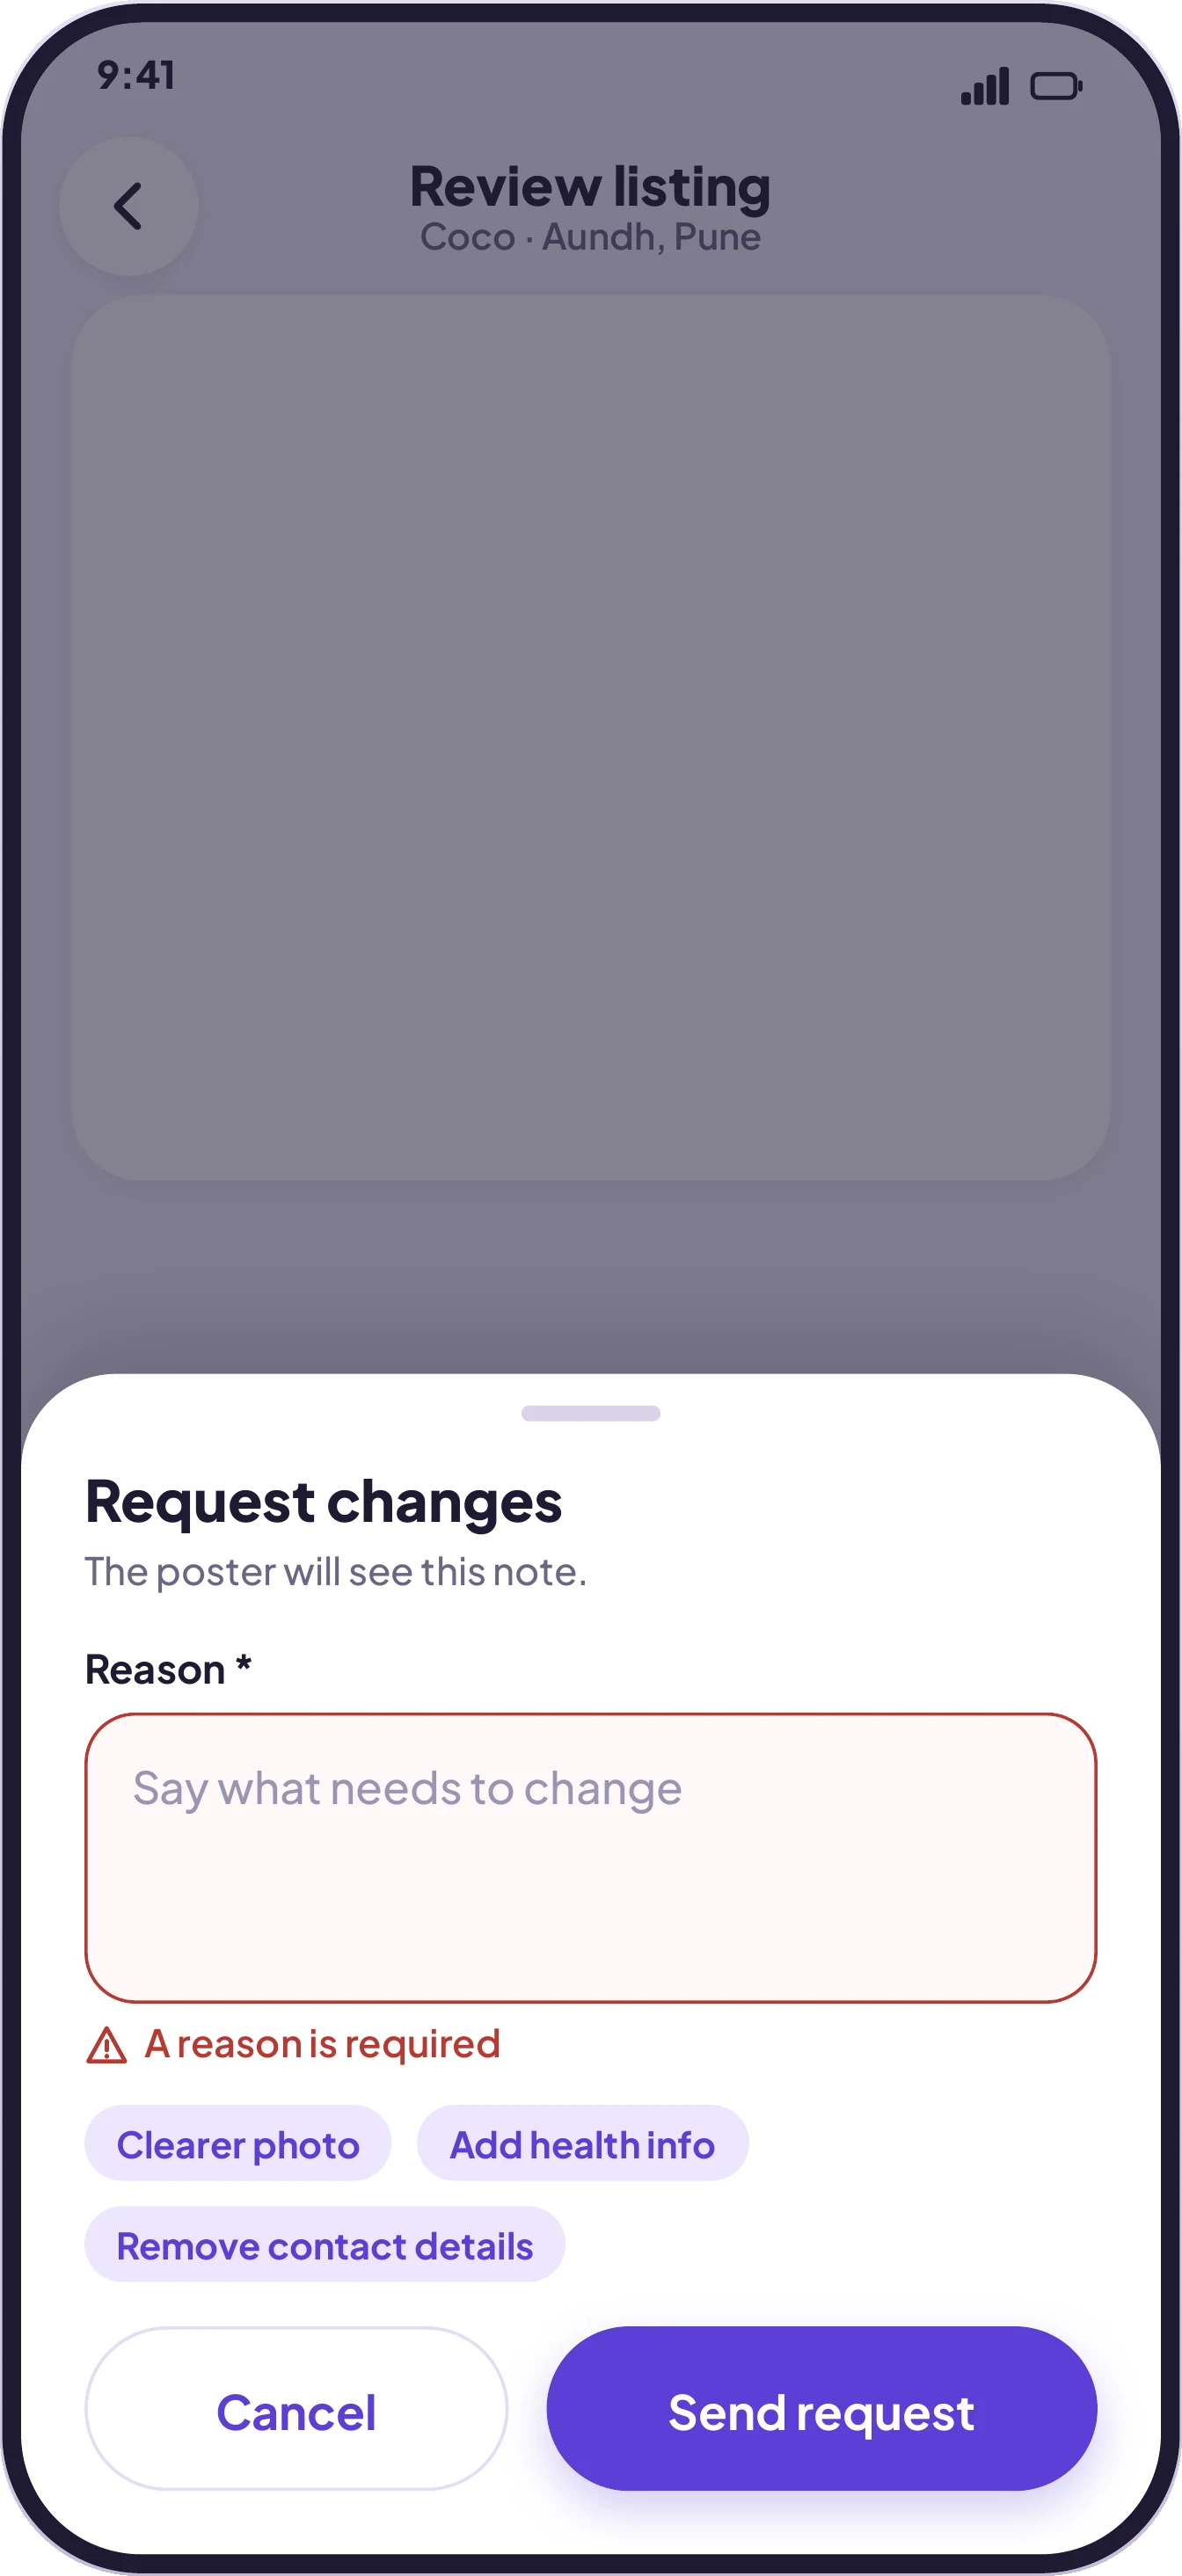 9:41
Review listing
Coco · Aundh, Pune
Request changes
The poster will see this note.
Reason *
Say what needs to change
A reason is required
Clearer photo
Add health info
Remove contact details
Cancel
Send request